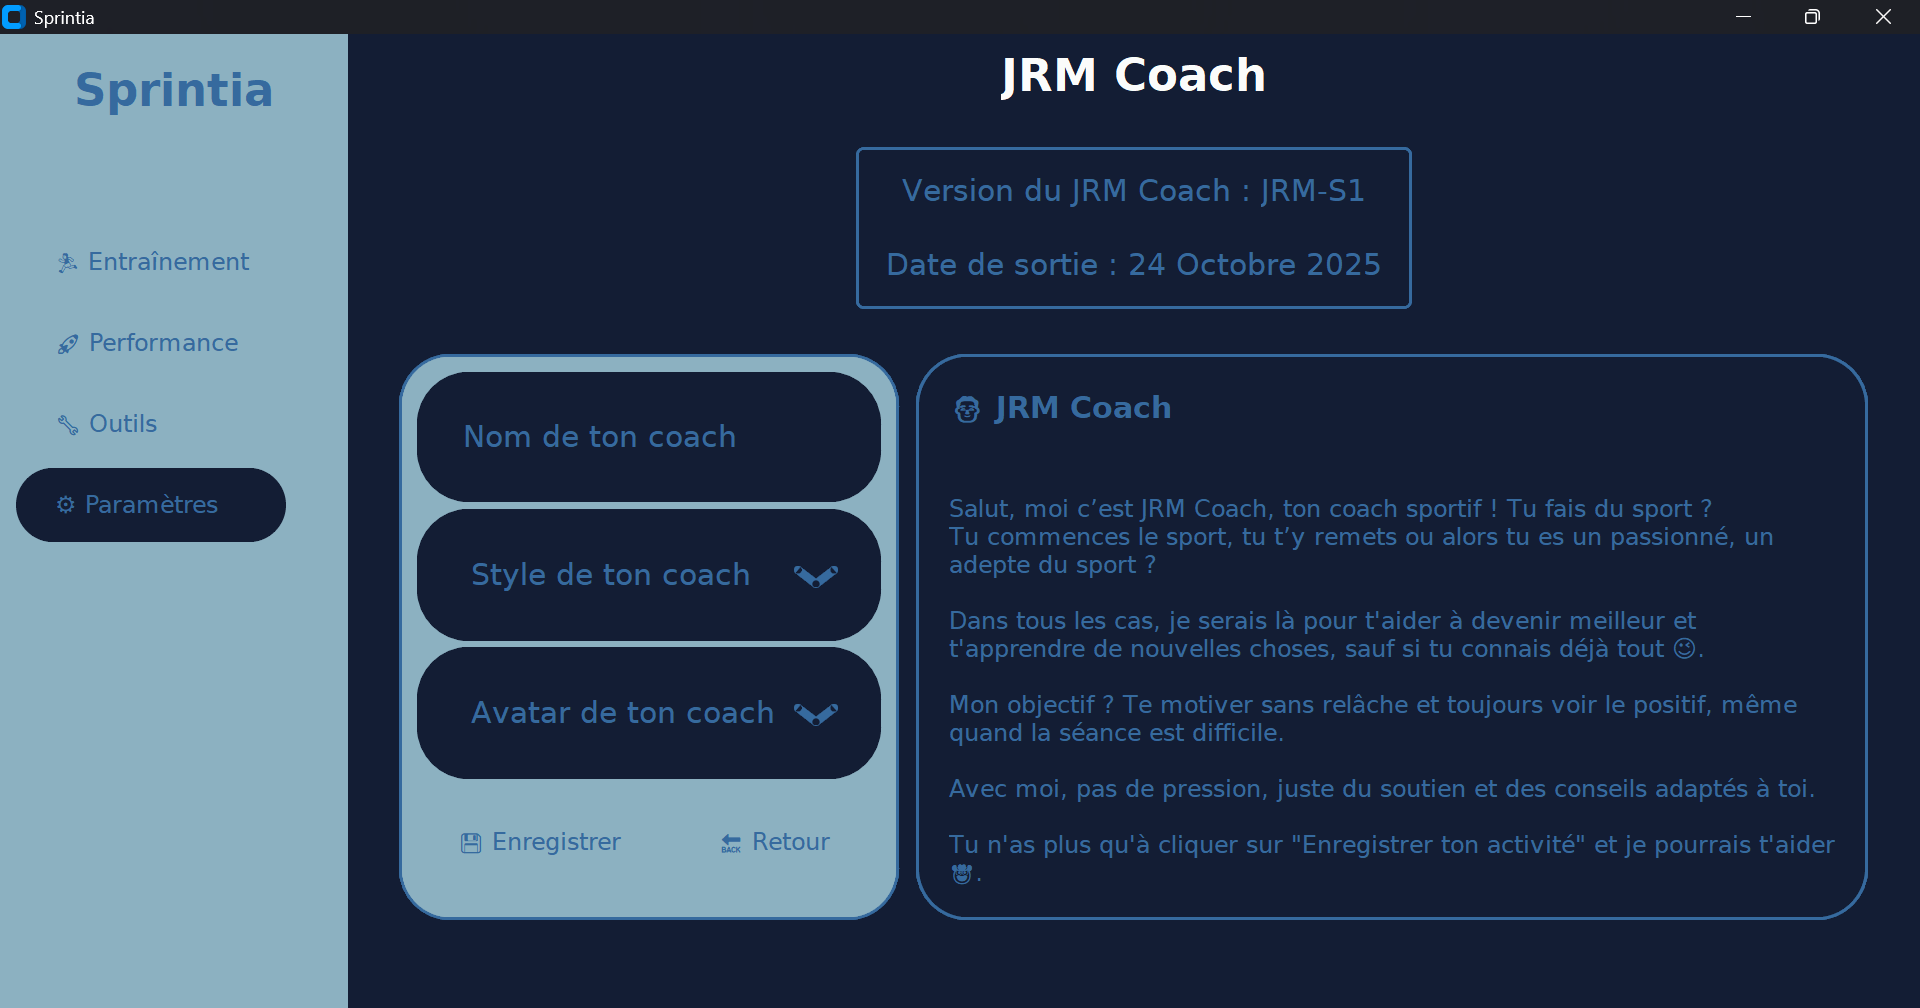 Sprintia
Sprintia
🏃 Entraînement
🚀 Performance
🔧 Outils
⚙ Paramètres
JRM Coach
Version du JRM Coach : JRM-S1
Date de sortie : 24 Octobre 2025
Nom de ton coach
Style de ton coach
Avatar de ton coach
💾 Enregistrer
🔙 Retour
JRM Coach
Salut, moi c’est JRM Coach, ton coach sportif ! Tu fais du sport ?
Tu commences le sport, tu t’y remets ou alors tu es un passionné, un
adepte du sport ?
Dans tous les cas, je serais là pour t'aider à devenir meilleur et
t'apprendre de nouvelles choses, sauf si tu connais déjà tout 😉.
Mon objectif ? Te motiver sans relâche et toujours voir le positif, même
quand la séance est difficile.
Avec moi, pas de pression, juste du soutien et des conseils adaptés à toi.
Tu n'as plus qu'à cliquer sur "Enregistrer ton activité" et je pourrais t'aider
🤠.